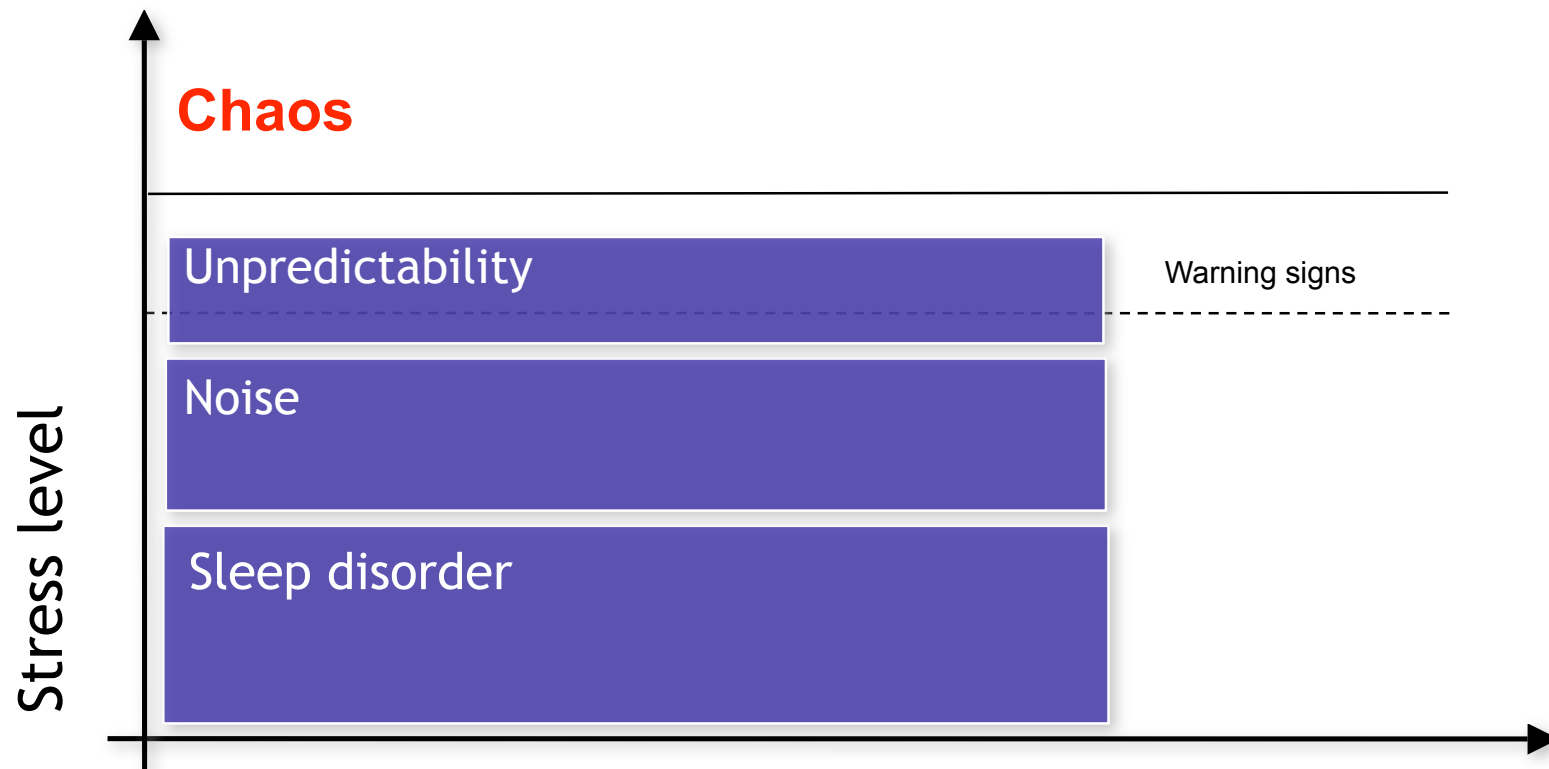 Chaos
Unpredictability
Warning signs
Noise
Sleep disorder
Stress level